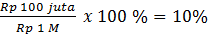 Rp 100 juta
Rp 1 M
x 100 % = 10%